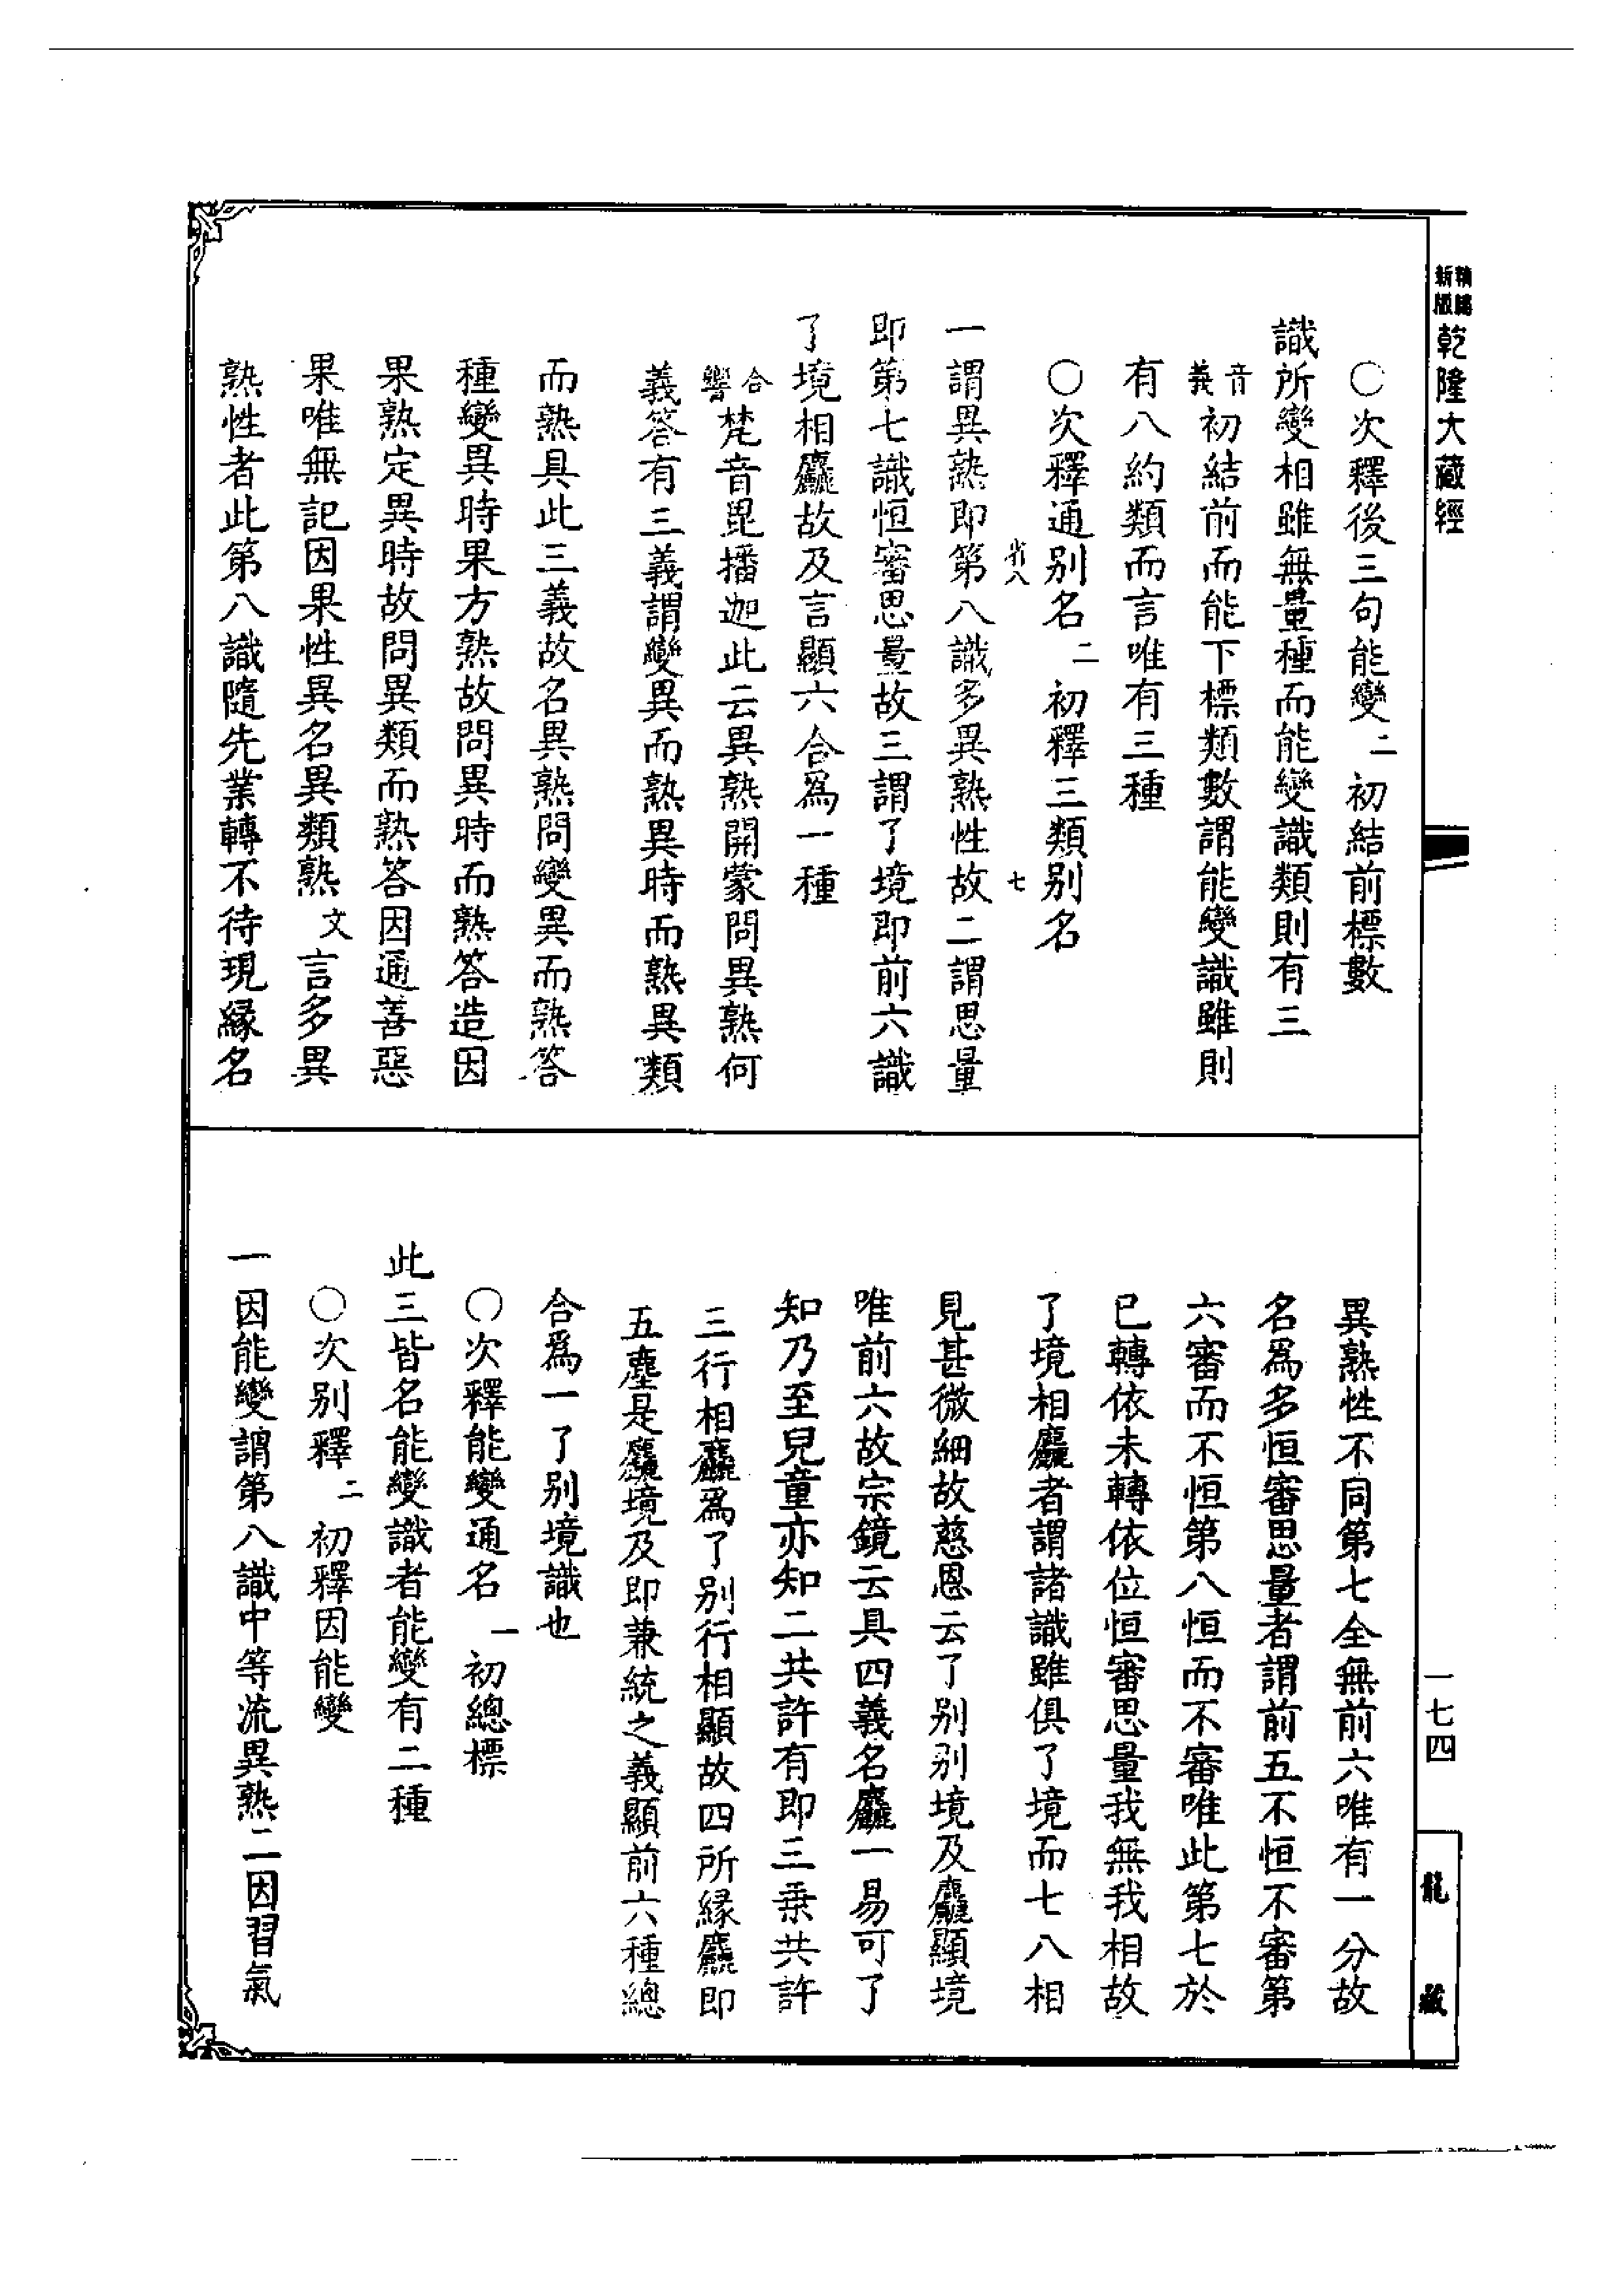 精縮
新版
乾隆大藏經
〇次釋後三句能變二初結前標數
識所變相雖無量種而能變識類則有三
音義初結前而能下標類數謂能變識雖則
有八約類而言唯有三種
〇次釋通別名二初釋三類別名
肖八 七
一謂異熟即第八識多異熟性故二謂思量
即第七識恒審思量故三謂了境即前六識
了境相麤故及言顯六合爲一種
合響梵音毘播迦此云異熟開蒙問異熟何
義答有三義謂變異而熟異時而熟異類
而熟具此三義故名異熟問變異而熟答
種變異時果方熟故問異時而熟答造因
果熟定異時故問異類而熟答因通善惡
果唯無記因果性異名異類熟文言多異
熟性者此第八識隨先業轉不待現緣名
異熟性不同第七全無前六唯有一分故
名爲多恒審思量者謂前五不恒不審第
六審而不恒第八恒而不審唯此第七於
已轉依未轉依位恒審思量我無我相故
了境相麤者謂諸識雖俱了境而七八相
見甚微細故慈恩云了別別境及麤顯境
唯前六故宗鏡云具四義名麤一易可了
知乃至兒童亦知二共許有即三乘共許
三行相麤爲了別行相顯故四所緣麤即
五塵是麤境及即兼統之義顯前六種總
合爲一了別境識也
〇次釋能變通名一初總標
此三皆名能變識者能變有二種
〇次別釋二初釋因能變
一因能變謂第八識中等流異熟二因習氣
一七四
龍藏